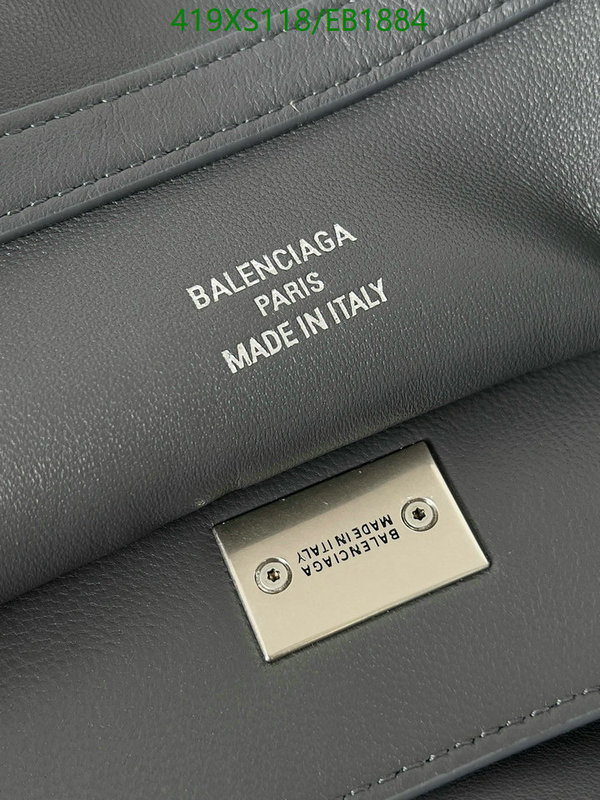 419XS118/EB1884
BALENCIAGA
PARIS
MADE IN ITALY
BALENCIAGA
MADE IN ITALY